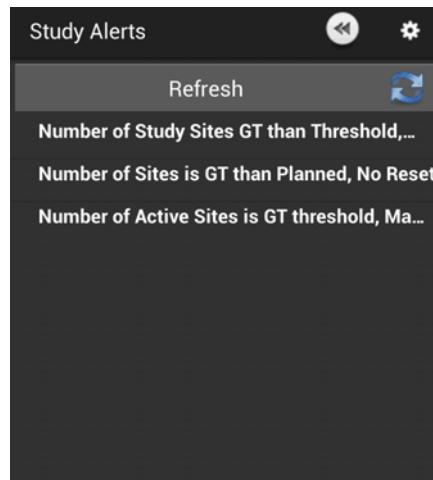 Study Alerts
Refresh
Number of Study Sites GT than Threshold,...
Number of Sites is GT than Planned, No Reset
Number of Active Sites is GT threshold, Ma...